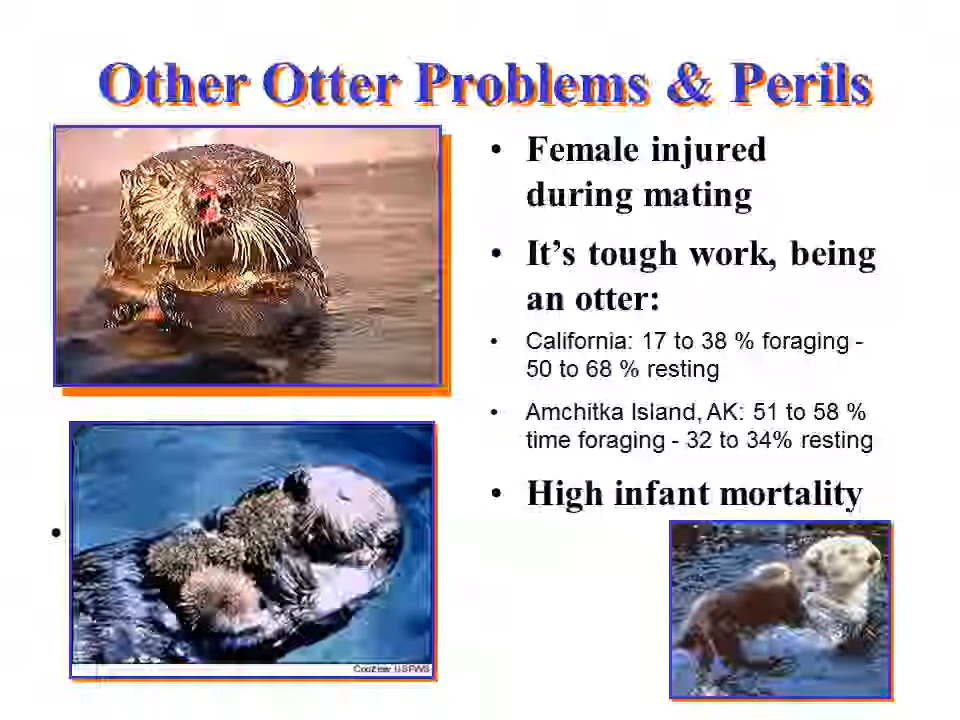 Other Otter Problems & Perils
• Female injured
during mating
• It's tough work, being
an otter:
• California: 17 to 38 % foraging -
50 to 68 % resting
• Amchitka Island, AK: 51 to 58 %
time foraging - 32 to 34% resting
• High infant mortality
•
USFWS